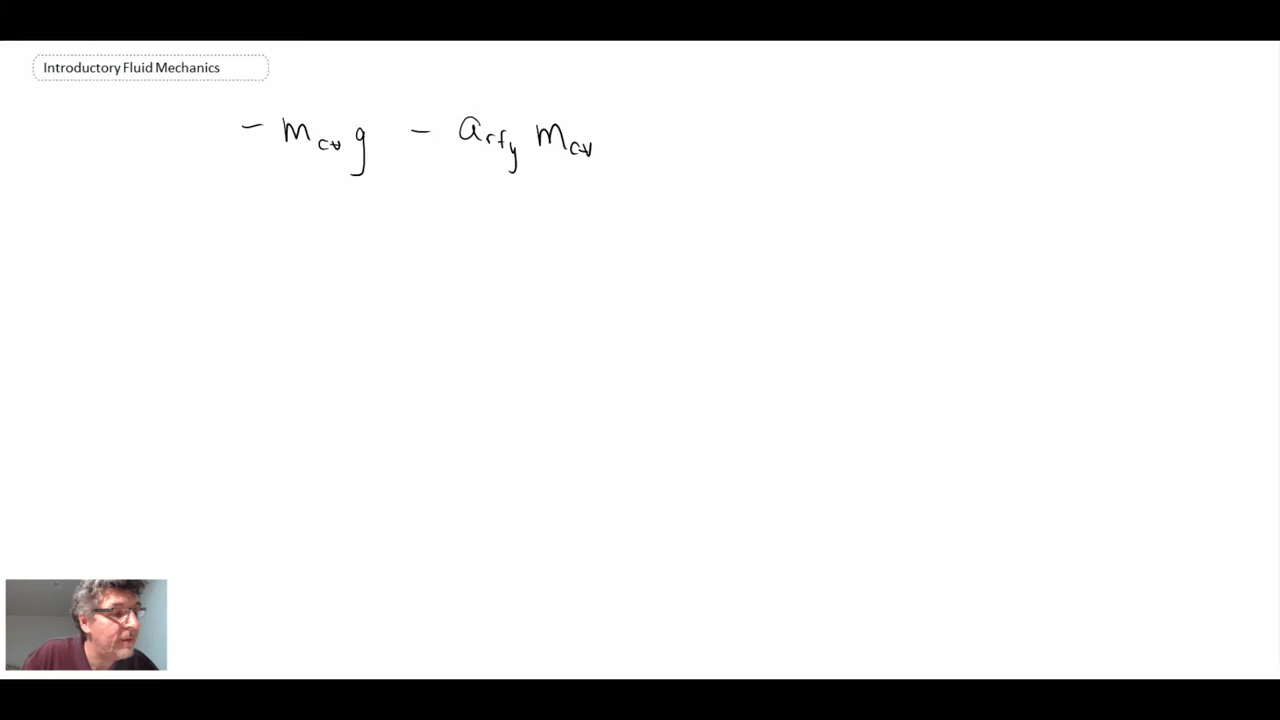 Introductory Fluid Mechanics
- m_cv g - a_rfy m_cv